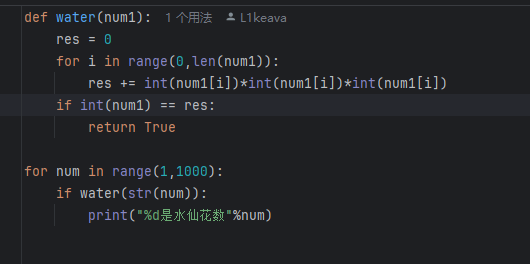 def water(num1): 1 个用法 L1keava
    res = 0
    for i in range(0,len(num1)):
        res += int(num1[i])*int(num1[i])*int(num1[i])
    if int(num1) == res:
        return True
for num in range(1,1000):
    if water(str(num)):
        print("%d是水仙花数"%num)